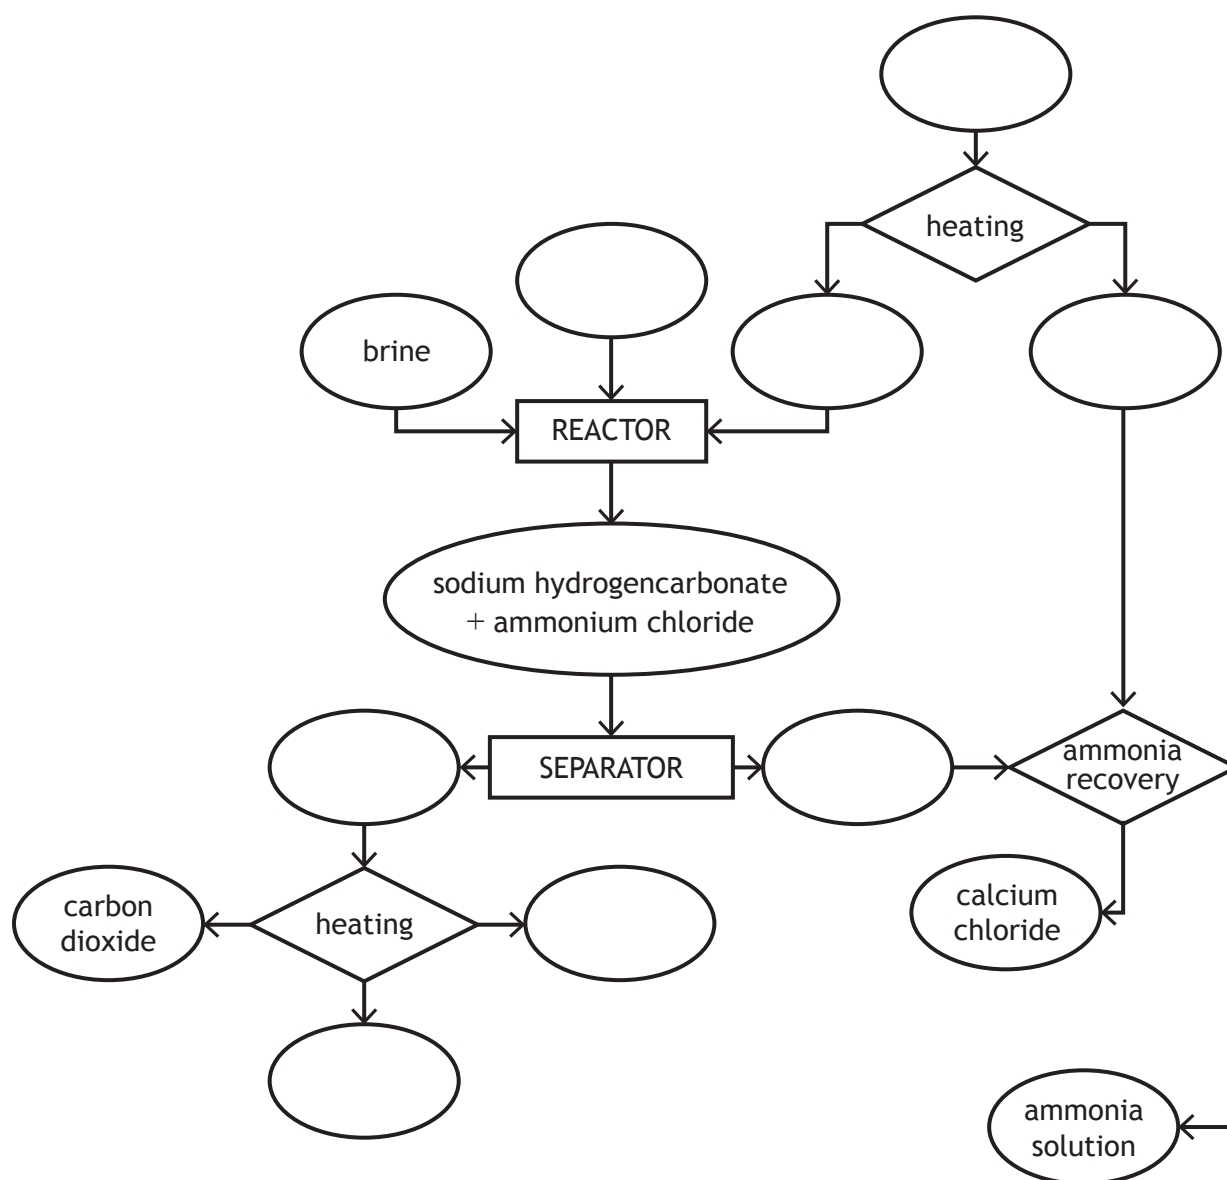 heating
brine
REACTOR
sodium hydrogencarbonate
+ ammonium chloride
SEPARATOR
ammonia
recovery
carbon
dioxide
heating
calcium
chloride
ammonia
solution